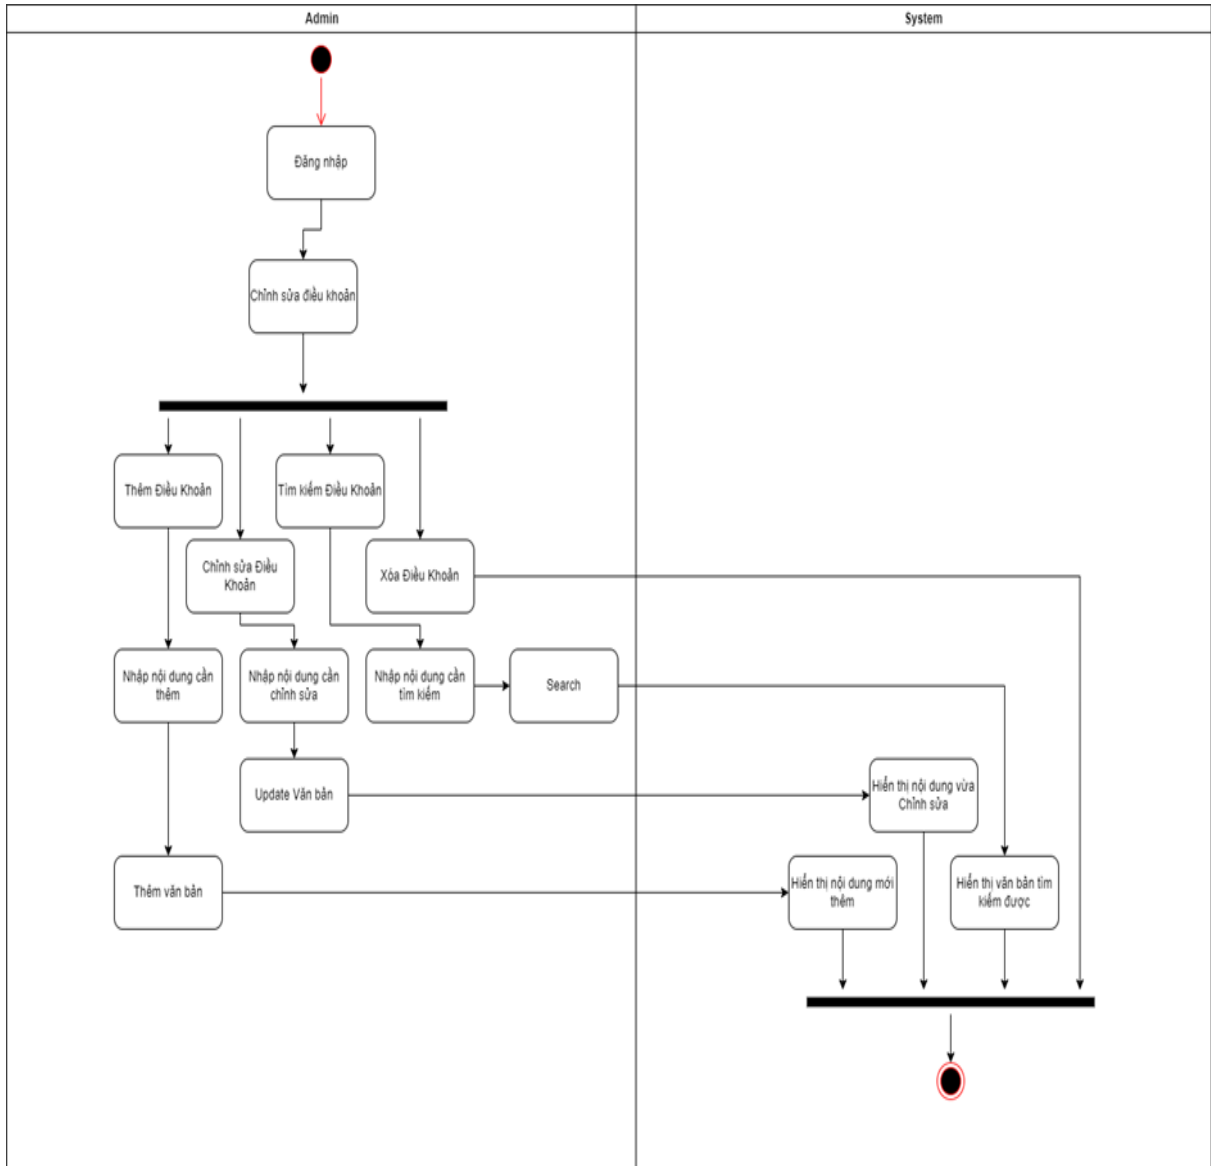 Admin
System
Đăng nhập
Chỉnh sửa điều khoản
Thêm Điều Khoản
Tìm kiếm Điều Khoản
Chỉnh sửa Điều
Khoản
Xóa Điều Khoản
Nhập nội dung cần
thêm
Nhập nội dung cần
chỉnh sửa
Nhập nội dung cần
tìm kiếm
Search
Update Văn bản
Hiển thị nội dung vừa
Chỉnh sửa
Thêm văn bản
Hiển thị nội dung mới
thêm
Hiển thị văn bản tìm
kiếm được